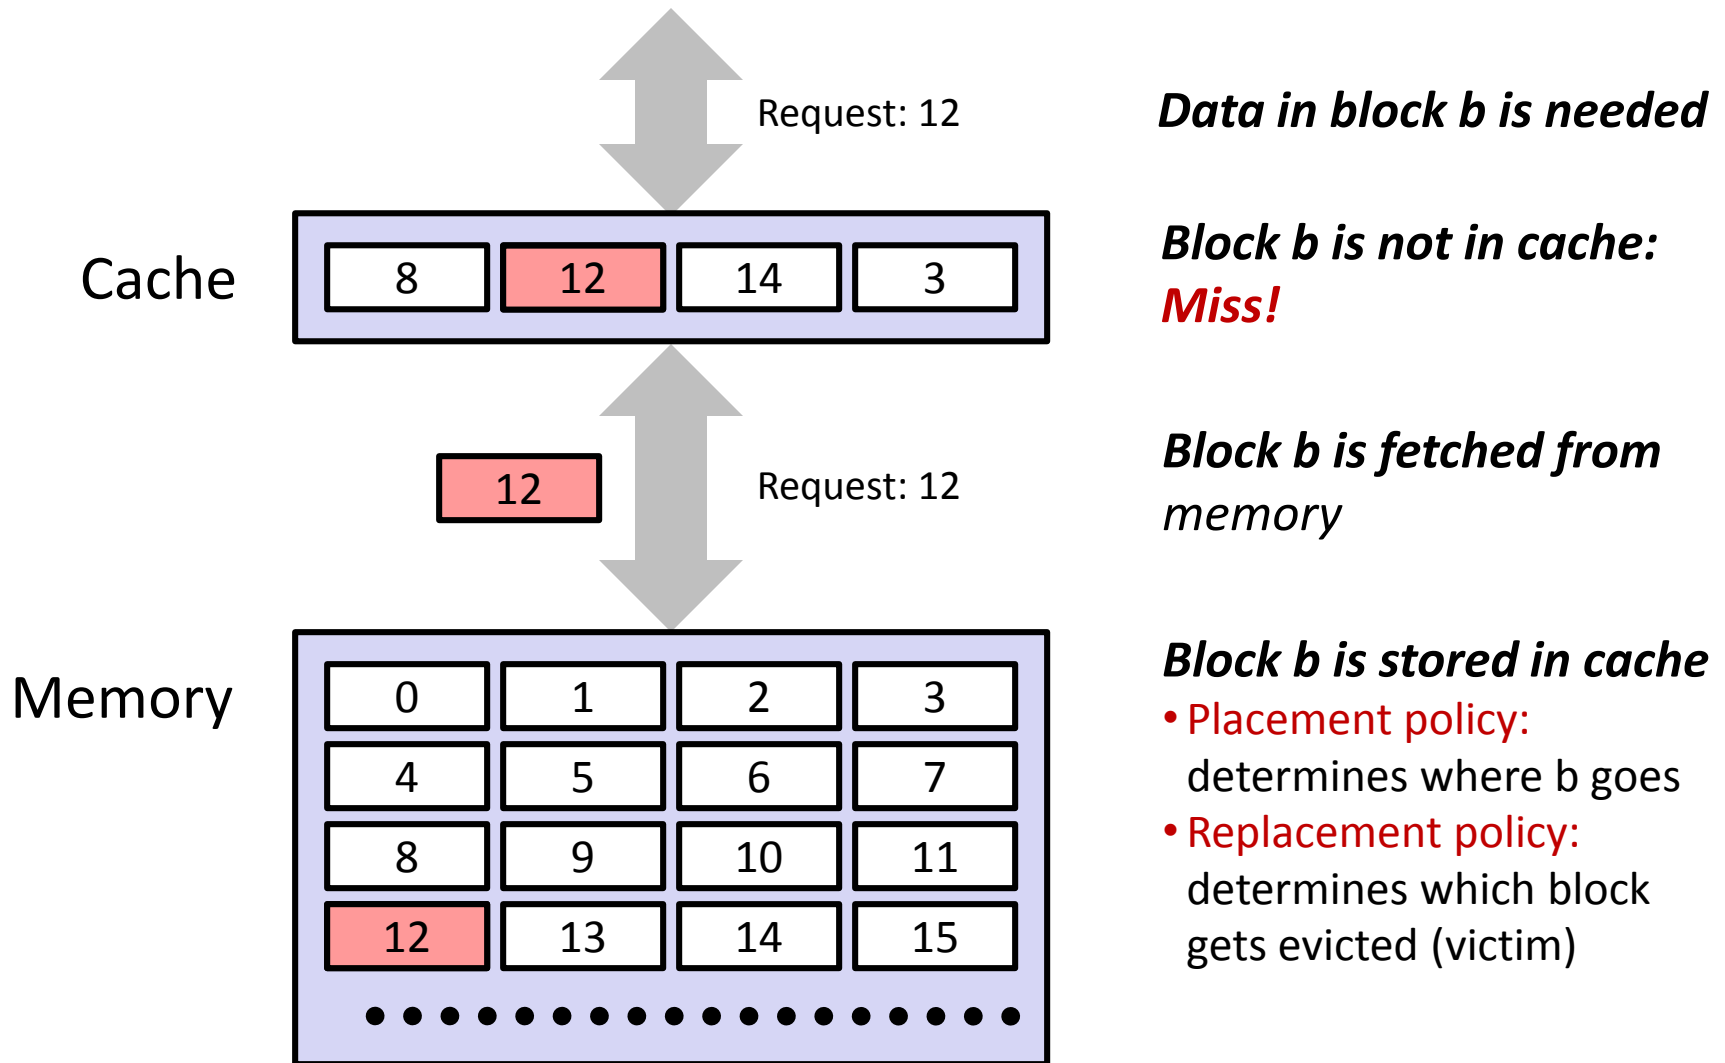 Request: 12
Data in block b is needed
Cache
8 12 14 3
Block b is not in cache:
Miss!
12
Request: 12
Block b is fetched from
memory
Memory
0 1 2 3
4 5 6 7
8 9 10 11
12 13 14 15
Block b is stored in cache
• Placement policy:
determines where b goes
• Replacement policy:
determines which block
gets evicted (victim)